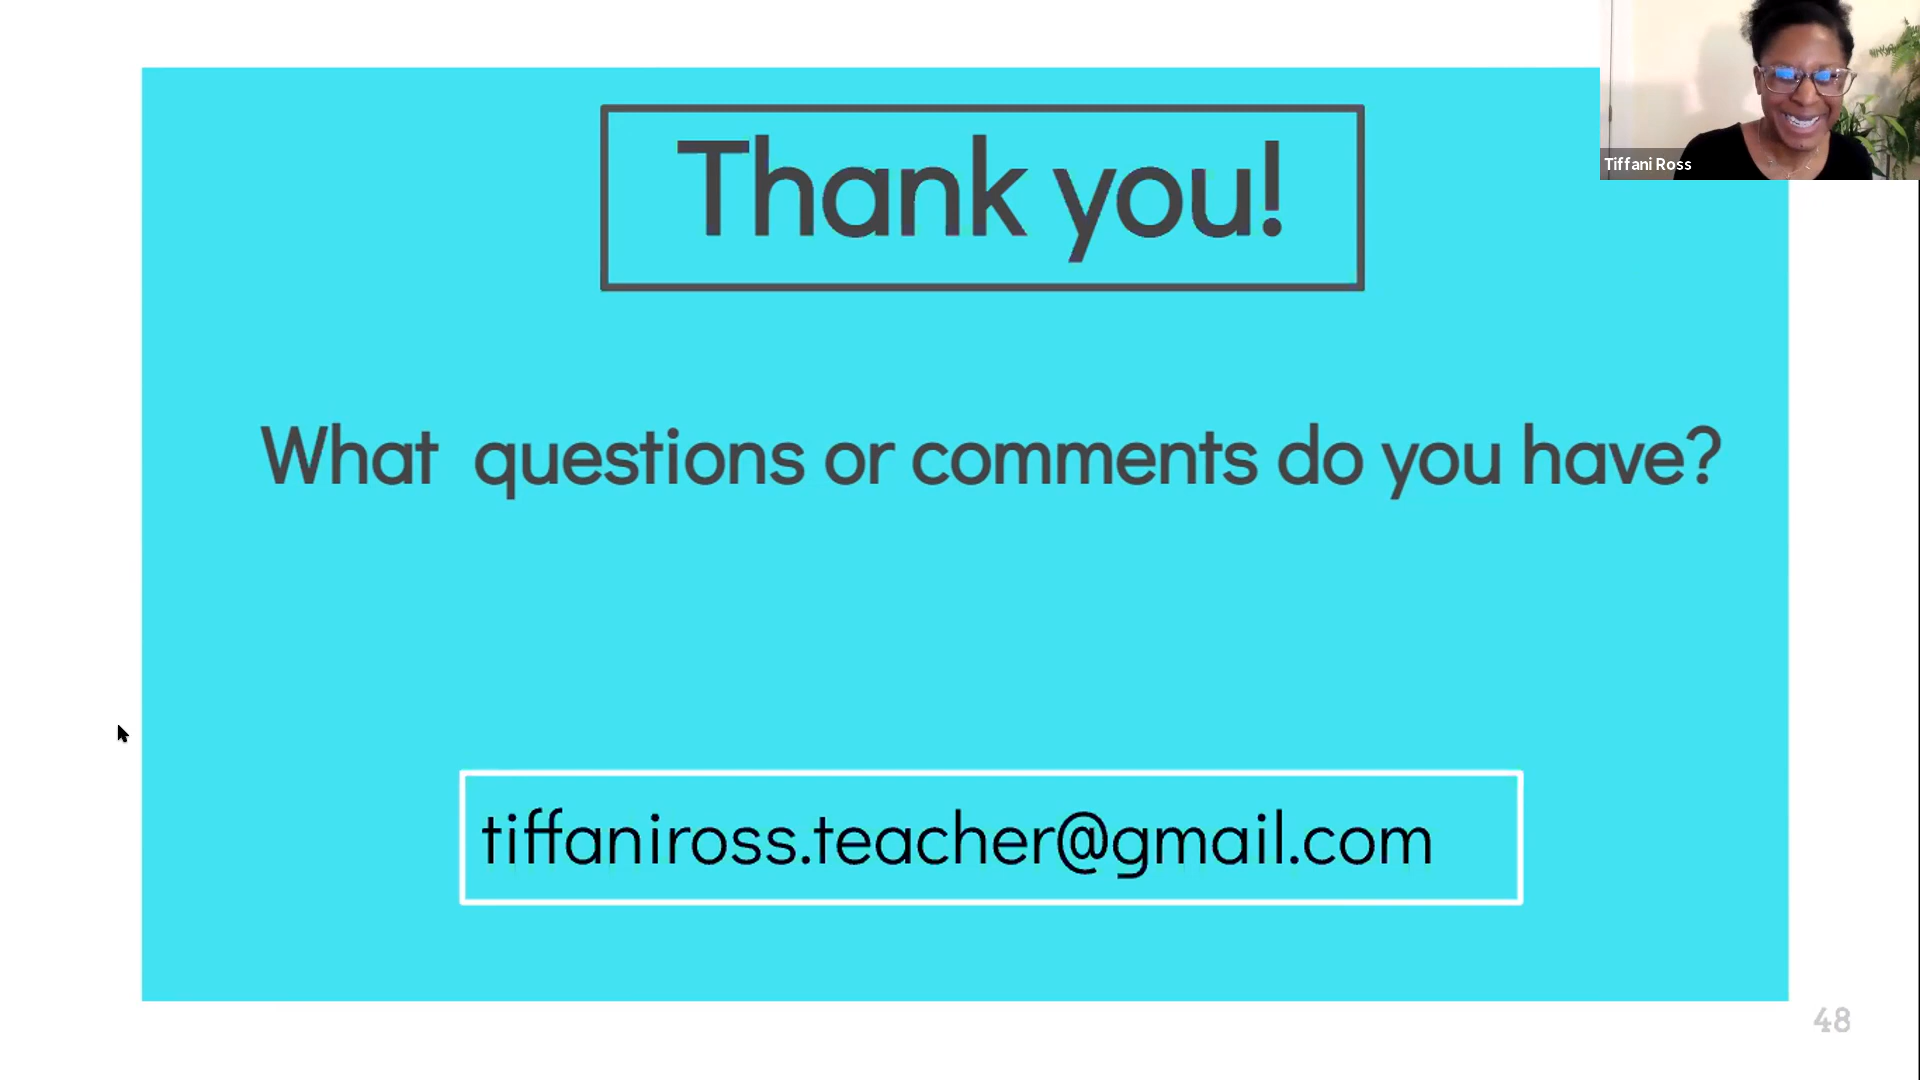 Thank you!
Tiffani Ross
What questions or comments do you have?
tiffaniross.teacher@gmail.com
48